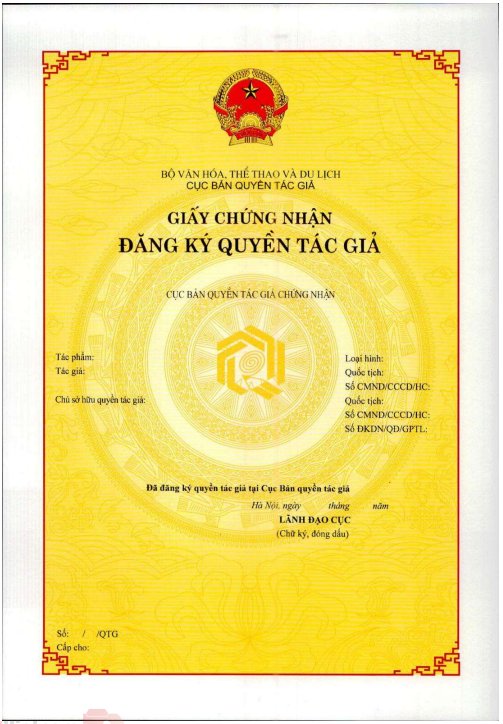 BỘ VĂN HÓA, THỂ THAO VÀ DU LỊCH
CỤC BẢN QUYỀN TÁC GIẢ
GIẤY CHỨNG NHẬN
ĐĂNG KÝ QUYỀN TÁC GIẢ
CỤC BẢN QUYỀN TÁC GIẢ CHỨNG NHẬN
Tác phẩm:
Loại hình:
Tác giả:
Quốc tịch:
Số CMND/CCCD/HC:
Chủ sở hữu quyền tác giả:
Quốc tịch:
Số CMND/CCCD/HC:
Số ĐKDN/QĐ/GPTL:
Đã đăng ký quyền tác giả tại Cục Bản quyền tác giả
Hà Nội, ngày tháng năm
LÃNH ĐẠO CỤC
(Chữ ký, đóng dấu)
Số: / /QTG
Cấp cho: